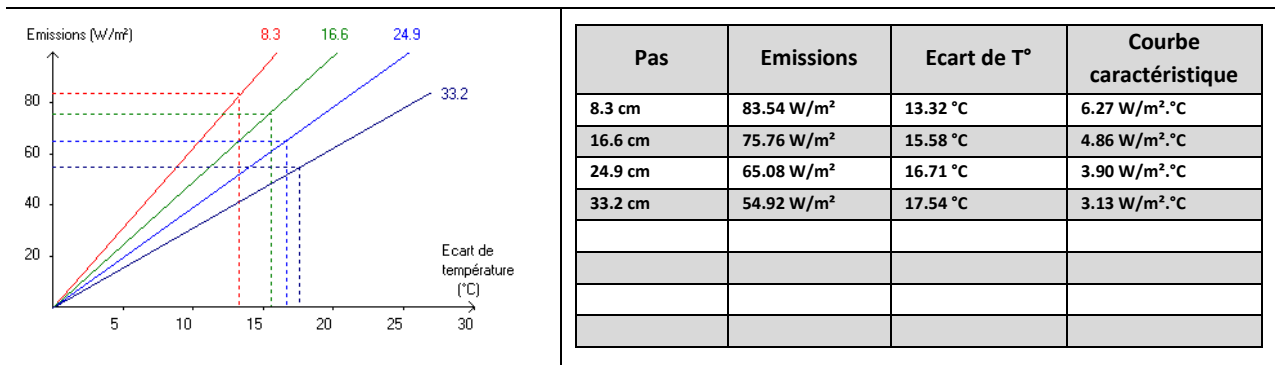 Emissions (W/m²)
8.3 16.6 24.9
33.2
80
60
40
20
Ecart de
température
(°C)
5 10 15 20 25 30
Pas Emissions Ecart de T° Courbe
caractéristique
8.3 cm 83.54 W/m² 13.32 °C 6.27 W/m².°C
16.6 cm 75.76 W/m² 15.58 °C 4.86 W/m².°C
24.9 cm 65.08 W/m² 16.71 °C 3.90 W/m².°C
33.2 cm 54.92 W/m² 17.54 °C 3.13 W/m².°C